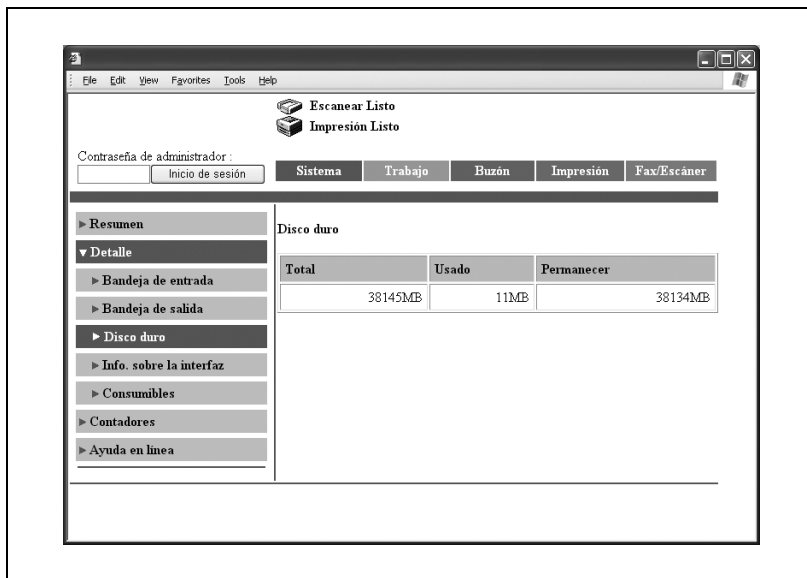 File Edit View Favorites Tools Help
Escanear Listo
Impresión Listo
Contraseña de administrador :
Inicio de sesión
Sistema Trabajo Buzón Impresión Fax/Escáner
Resumen
Detalle
Bandeja de entrada
Bandeja de salida
Disco duro
Info. sobre la interfaz
Consumibles
Contadores
Ayuda en línea
Disco duro
Total Usado Permanecer
38145MB 11MB 38134MB